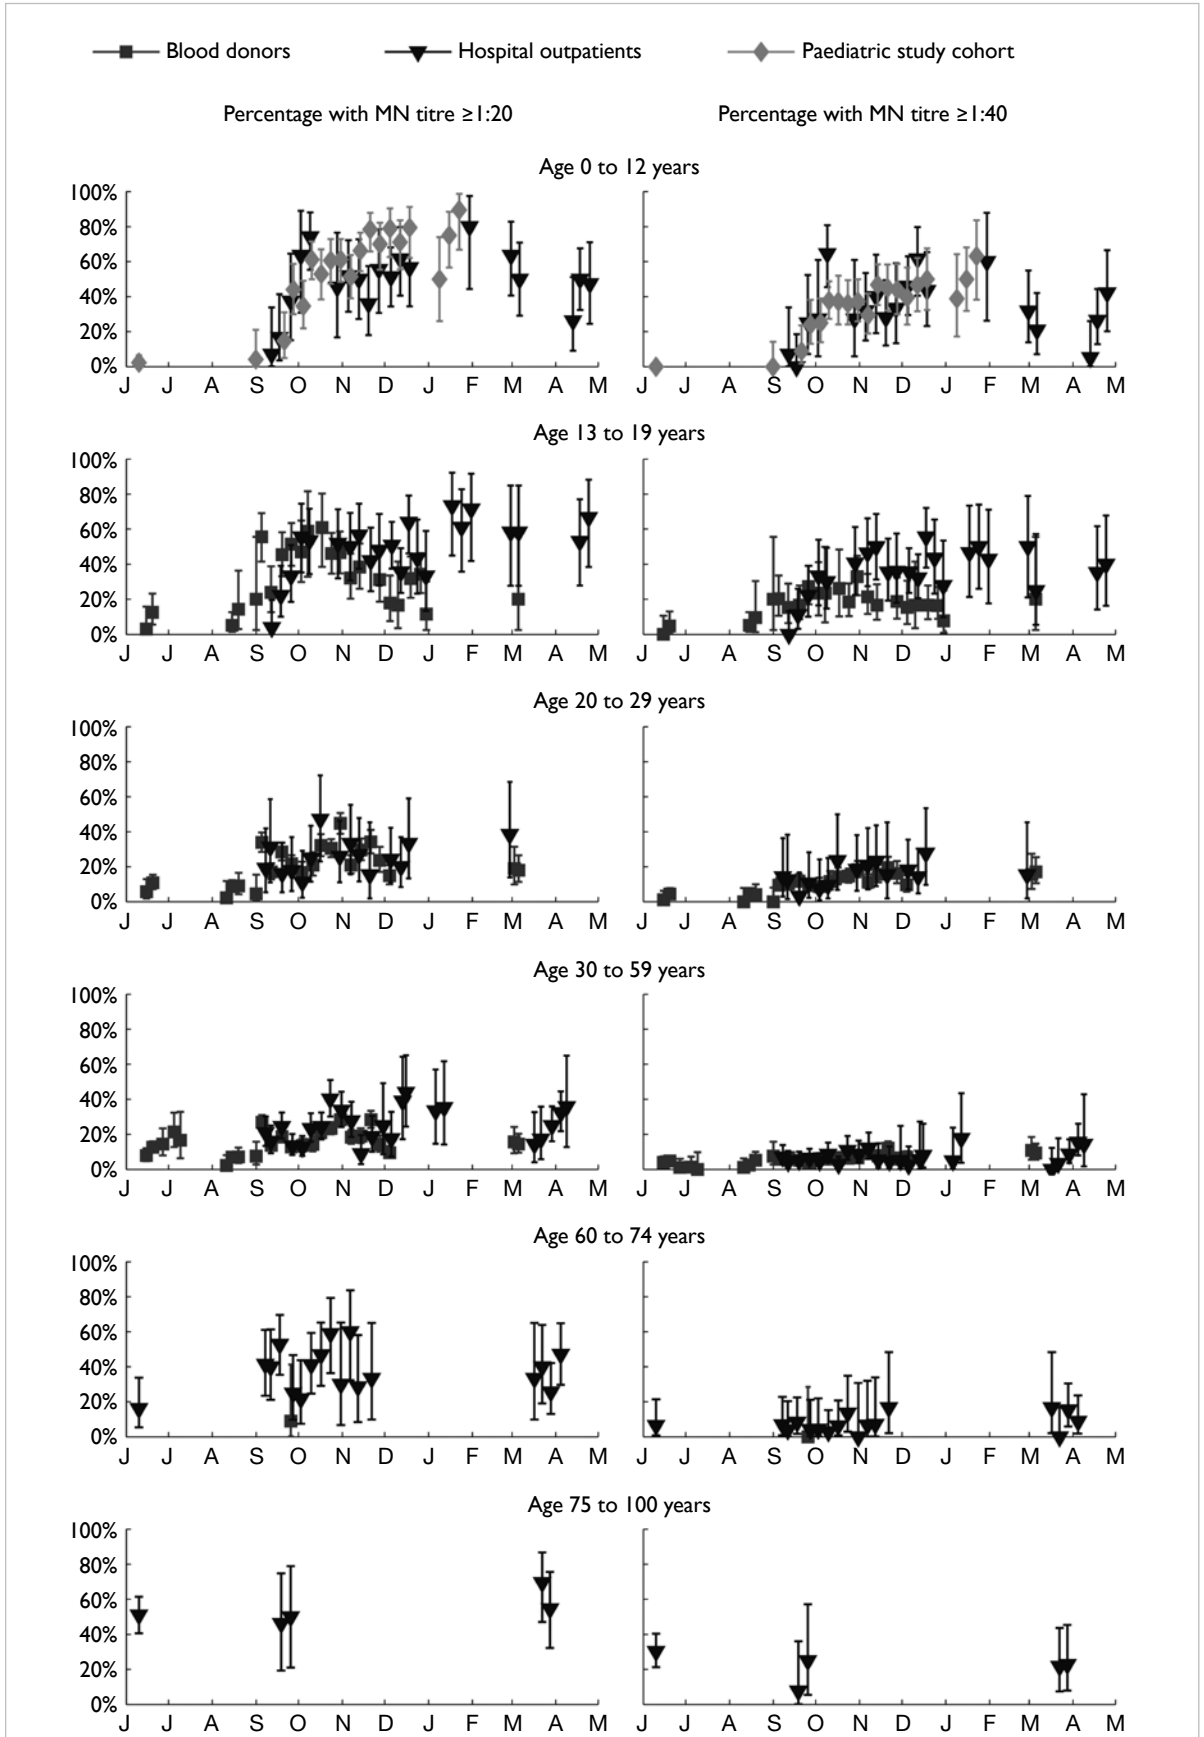 Blood donors Hospital outpatients Paediatric study cohort
Percentage with MN titre ≥1:20 Percentage with MN titre ≥1:40
Age 0 to 12 years
100%
80%
60%
40%
20%
0%
J J A S O N D J F M A M J J A S O N D J F M A M
Age 13 to 19 years
100%
80%
60%
40%
20%
0%
J J A S O N D J F M A M J J A S O N D J F M A M
Age 20 to 29 years
100%
80%
60%
40%
20%
0%
J J A S O N D J F M A M J J A S O N D J F M A M
Age 30 to 59 years
100%
80%
60%
40%
20%
0%
J J A S O N D J F M A M J J A S O N D J F M A M
Age 60 to 74 years
100%
80%
60%
40%
20%
0%
J J A S O N D J F M A M J J A S O N D J F M A M
Age 75 to 100 years
100%
80%
60%
40%
20%
0%
J J A S O N D J F M A M J J A S O N D J F M A M